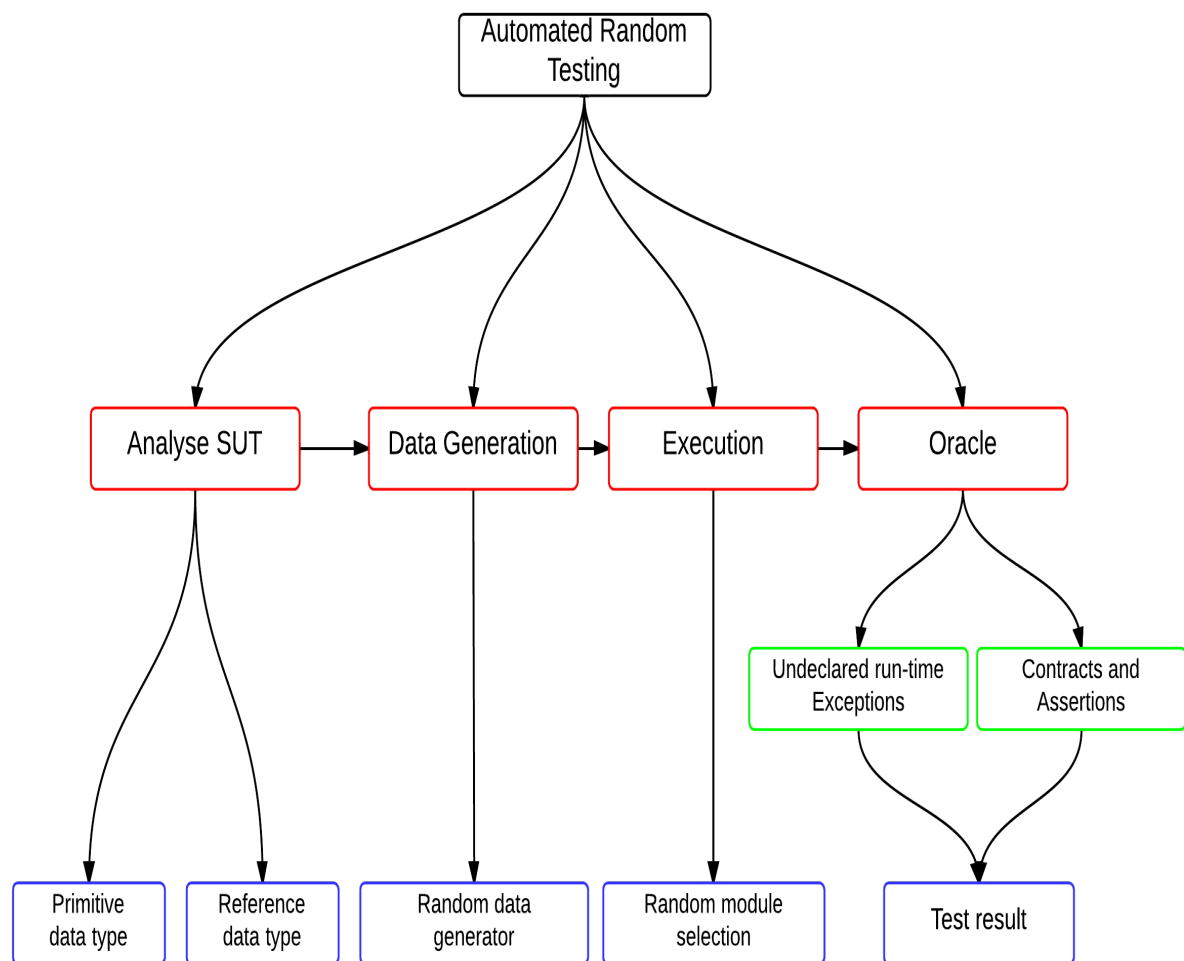 Automated Random
Testing
Analyse SUT
Data Generation
Execution
Oracle
Undeclared run-time
Exceptions
Contracts and
Assertions
Primitive
data type
Reference
data type
Random data
generator
Random module
selection
Test result